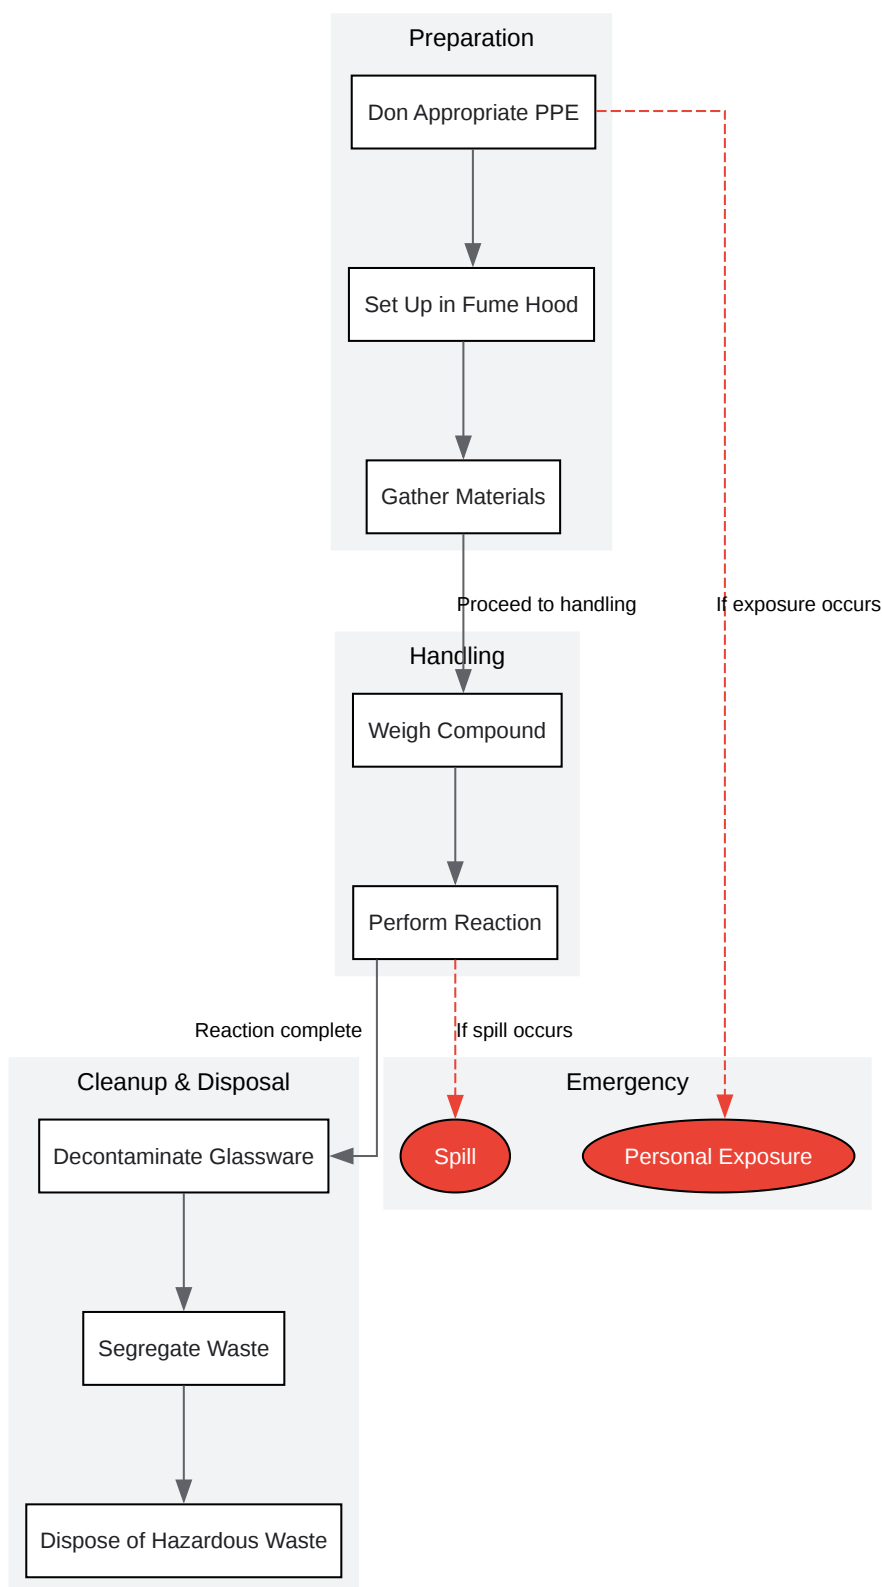 Preparation
Don Appropriate PPE
Set Up in Fume Hood
Gather Materials
Proceed to handling
If exposure occurs
Handling
Weigh Compound
Perform Reaction
Reaction complete
If spill occurs
Cleanup & Disposal
Emergency
Decontaminate Glassware
Spill
Personal Exposure
Segregate Waste
Dispose of Hazardous Waste